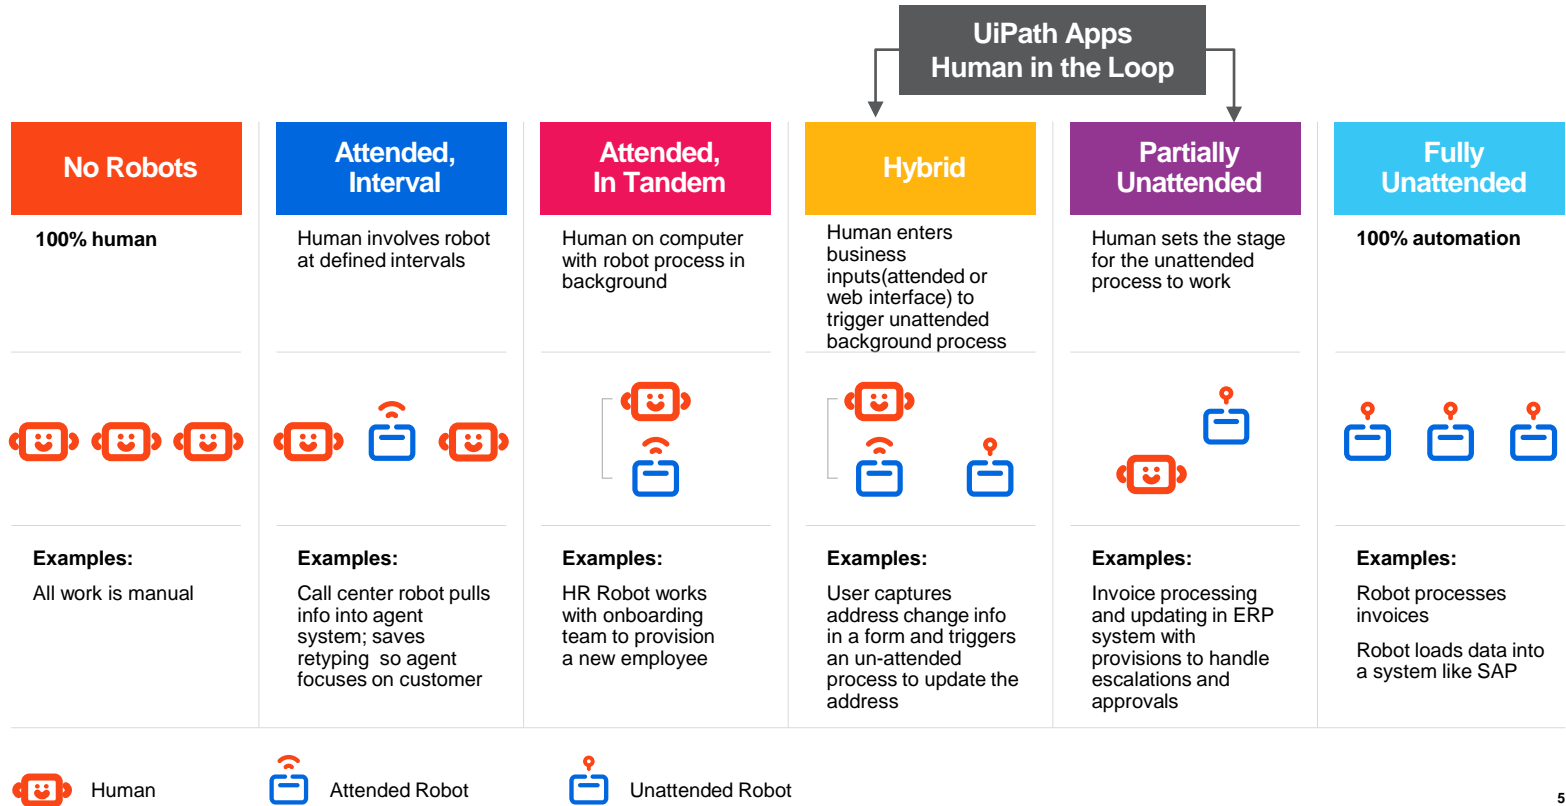 UiPath Apps
Human in the Loop
No Robots
Attended,
Interval
Attended,
In Tandem
Hybrid
Partially
Unattended
Fully
Unattended
100% human
Human involves robot
at defined intervals
Human on computer
with robot process in
background
Human enters
business
inputs(attended or
web interface) to
trigger unattended
background process
Human sets the stage
for the unattended
process to work
100% automation
Examples:
All work is manual
Examples:
Call center robot pulls
info into agent
system; saves
retyping  so agent
focuses on customer
Examples:
HR Robot works
with onboarding
team to provision
a new employee
Examples:
User captures
address change info
in a form and triggers
an un-attended
process to update the
address
Examples:
Invoice processing
and updating in ERP
system with
provisions to handle
escalations and
approvals
Examples:
Robot processes
invoices
Robot loads data into
a system like SAP
Human
Attended Robot
Unattended Robot
5